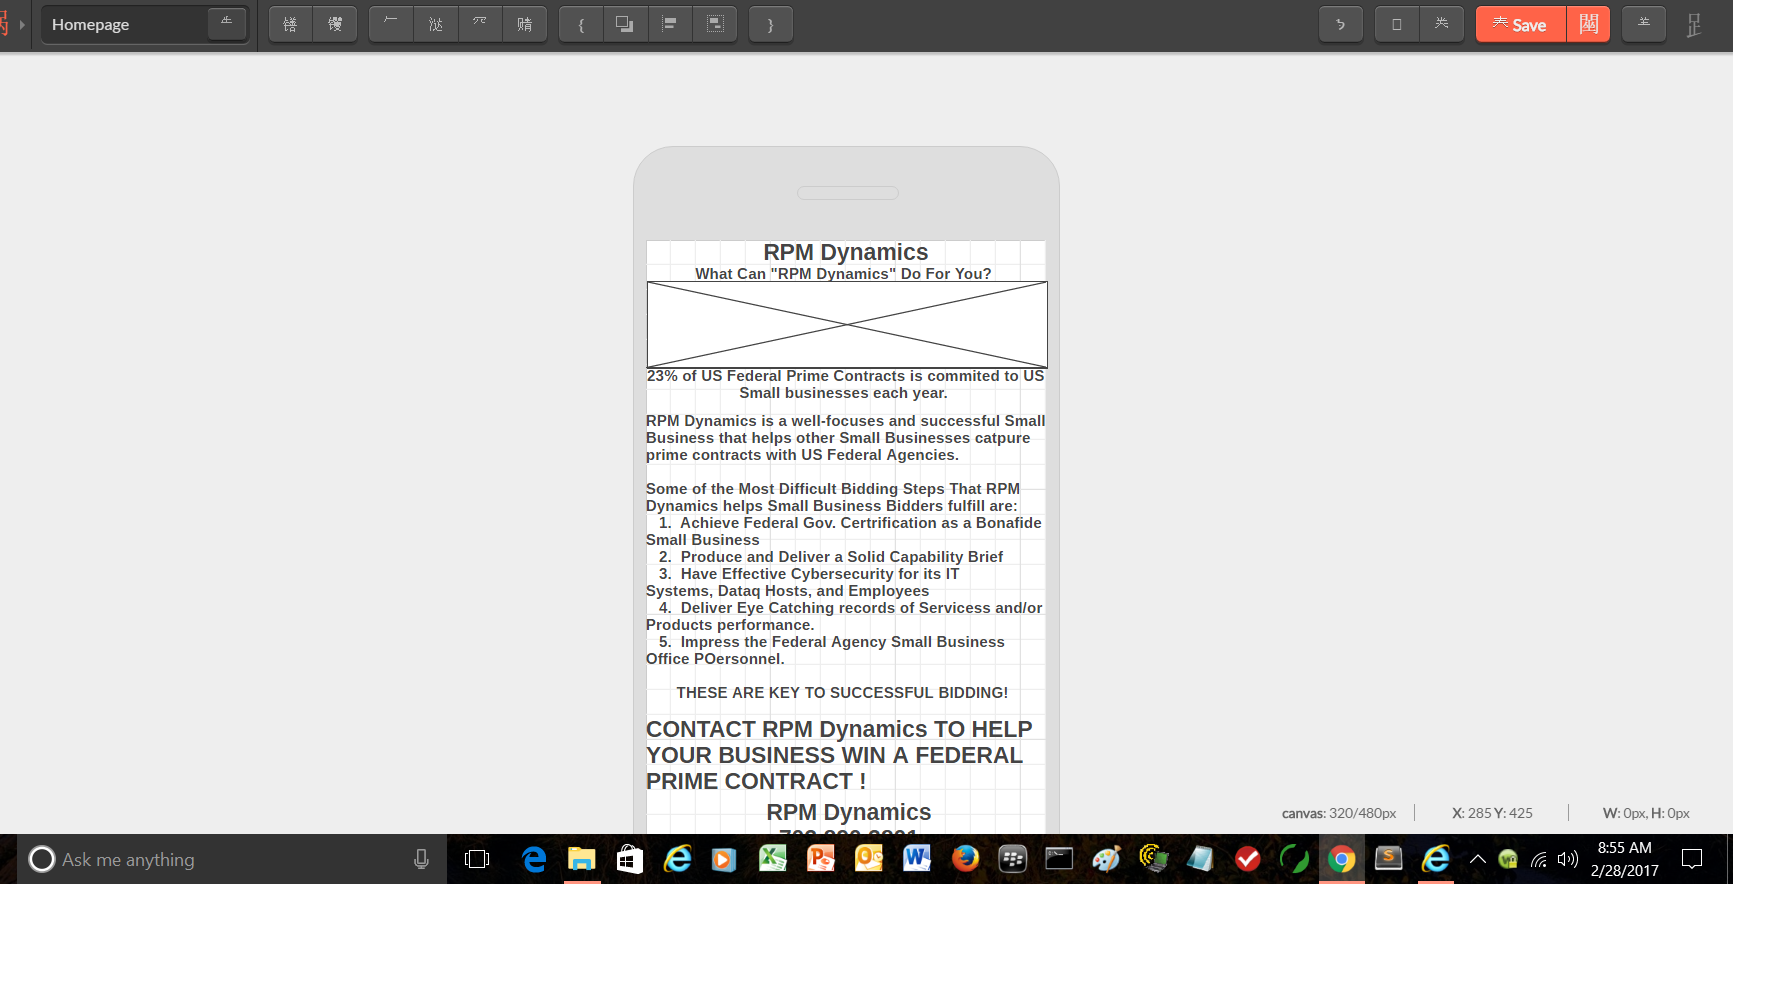 Homepage
Save
RPM Dynamics
What Can "RPM Dynamics" Do For You?
23% of US Federal Prime Contracts is commited to US
Small businesses each year.
RPM Dynamics is a well-focuses and successful Small
Business that helps other Small Businesses catpure
prime contracts with US Federal Agencies.
Some of the Most Difficult Bidding Steps That RPM
Dynamics helps Small Business Bidders fulfill are:
1. Achieve Federal Gov. Certrification as a Bonafide
Small Business
2. Produce and Deliver a Solid Capability Brief
3. Have Effective Cybersecurity for its IT
Systems, Dataq Hosts, and Employees
4. Deliver Eye Catching records of Servicess and/or
Products performance.
5. Impress the Federal Agency Small Business
Office POersonnel.
THESE ARE KEY TO SUCCESSFUL BIDDING!
CONTACT RPM Dynamics TO HELP
YOUR BUSINESS WIN A FEDERAL
PRIME CONTRACT !
RPM Dynamics
canvas: 320/480px
X: 285 Y: 425
W: 0px, H: 0px
Ask me anything
8:55 AM
2/28/2017